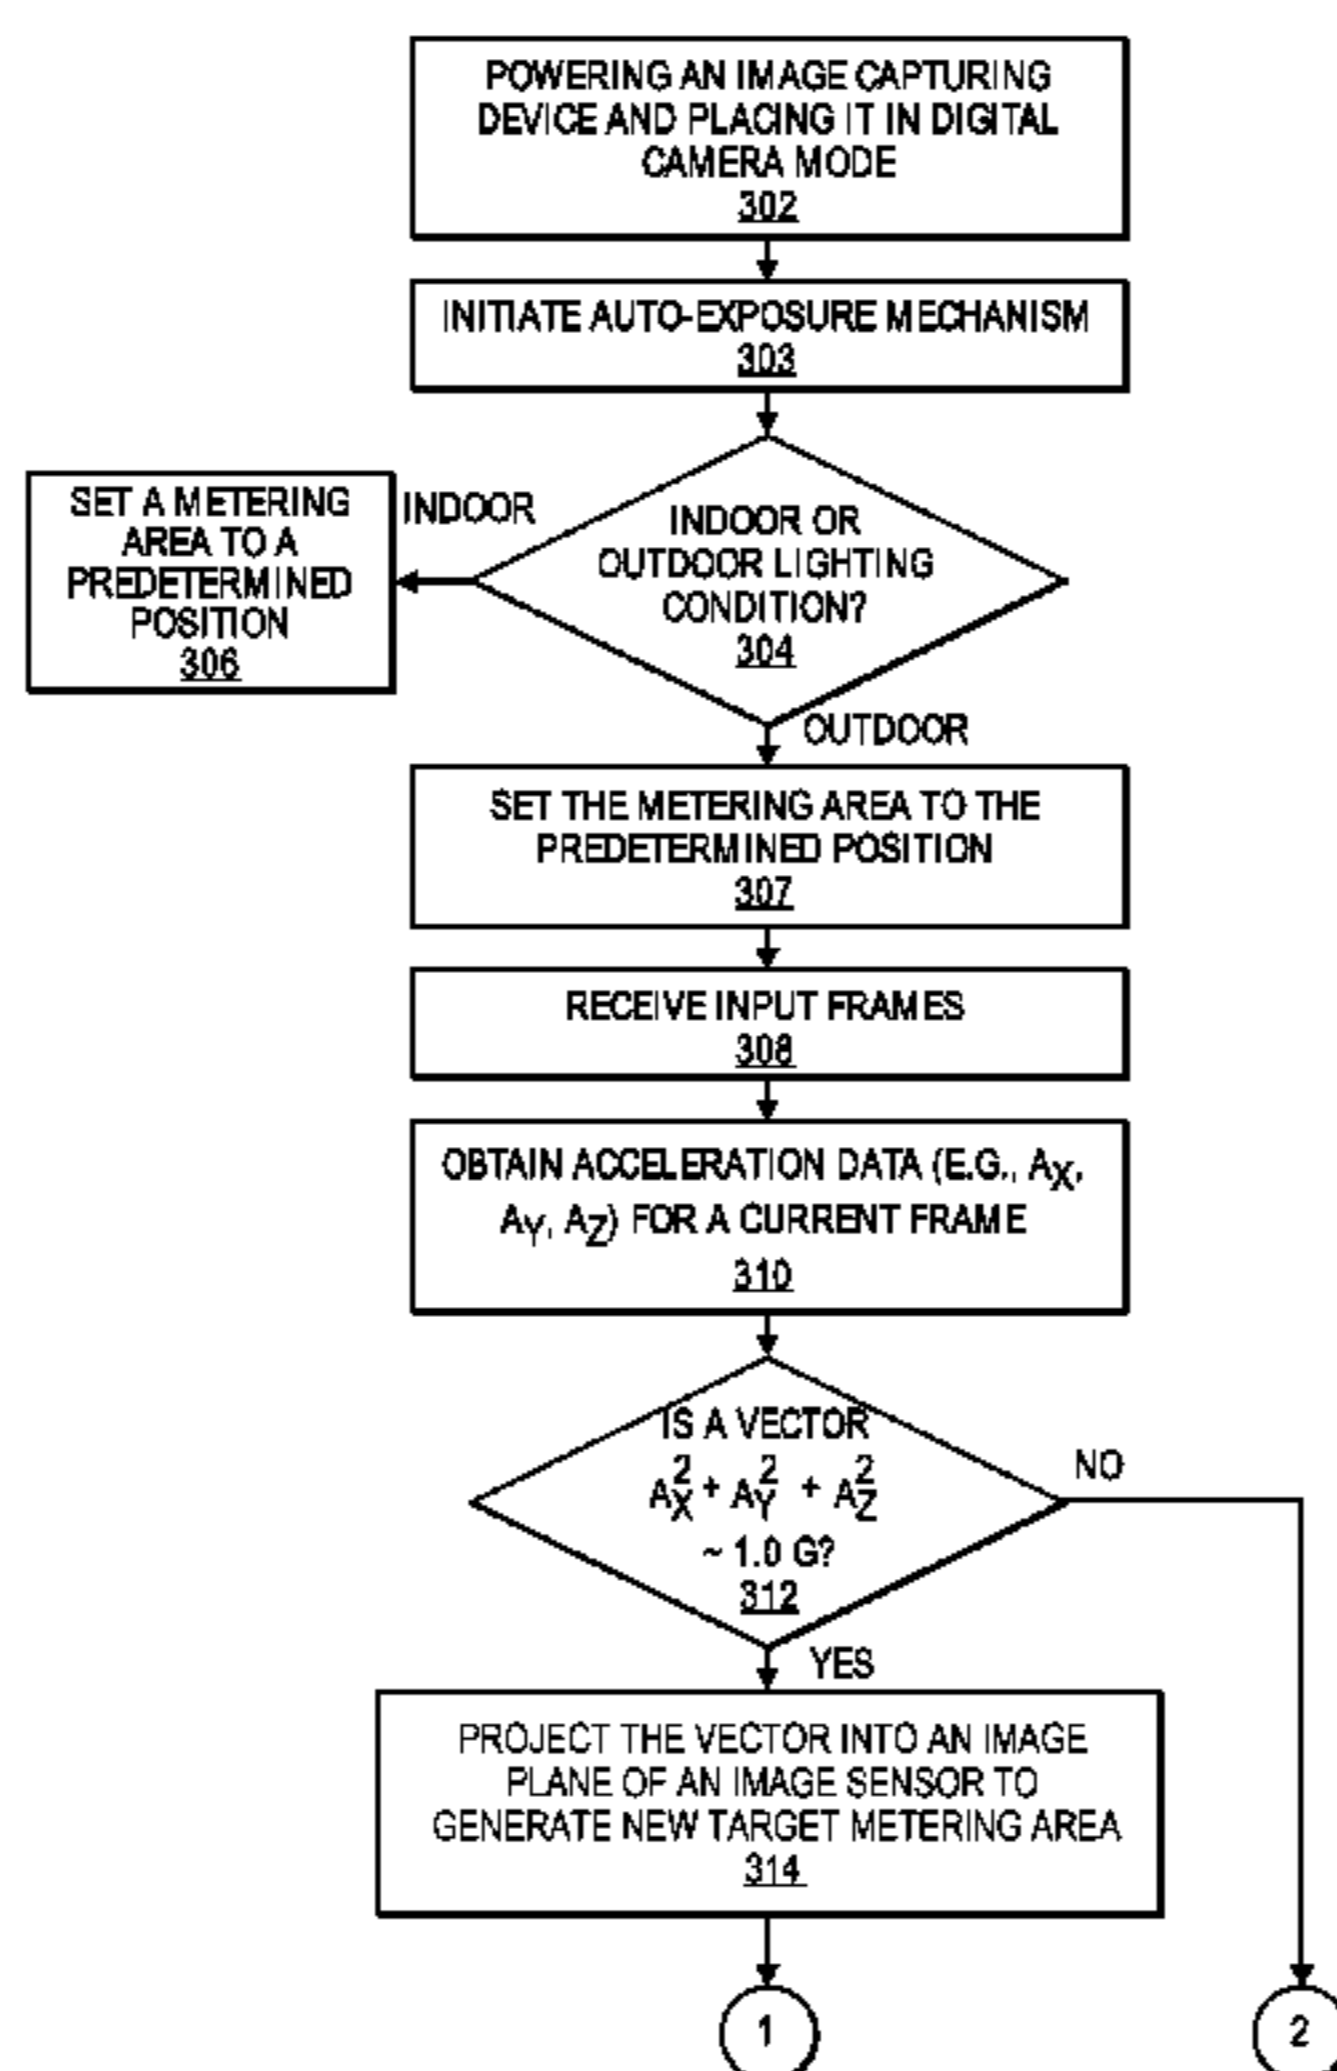 POWERING AN IMAGE CAPTURING
DEVICE AND PLACING IT IN DIGITAL
CAMERA MODE
302
INITIATE AUTO-EXPOSURE MECHANISM
303
INDOOR OR
OUTDOOR LIGHTING
CONDITION?
304
INDOOR
SET A METERING
AREA TO A
PREDETERMINED
POSITION
306
OUTDOOR
SET THE METERING AREA TO THE
PREDETERMINED POSITION
307
RECEIVE INPUT FRAMES
308
OBTAIN ACCELERATION DATA (E.G., AX,
AY, AZ) FOR A CURRENT FRAME
310
IS A VECTOR
AX² + AY² + AZ²
~ 1.0 G?
312
NO
YES
PROJECT THE VECTOR INTO AN IMAGE
PLANE OF AN IMAGE SENSOR TO
GENERATE NEW TARGET METERING AREA
314
1
2